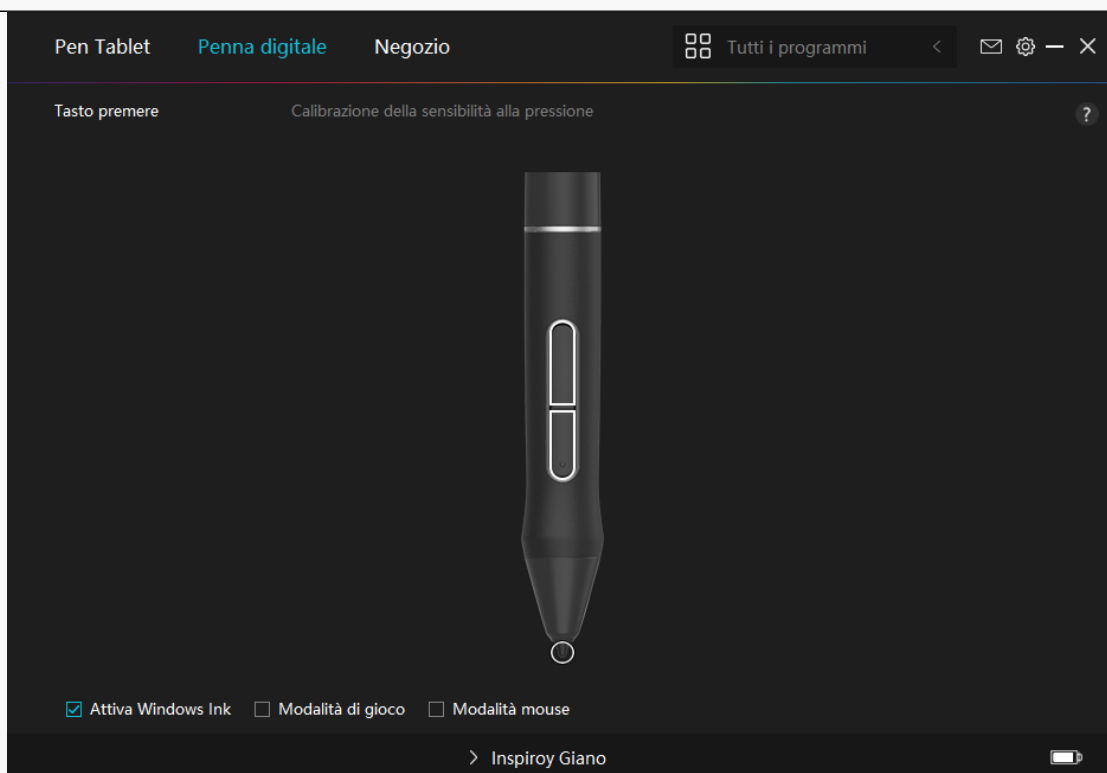 Pen Tablet Penna digitale Negozio Tutti i programmi <
Tasto premere Calibrazione della sensibilità alla pressione ?
Attiva Windows Ink Modalità di gioco Modalità mouse
> Inspiroy Giano